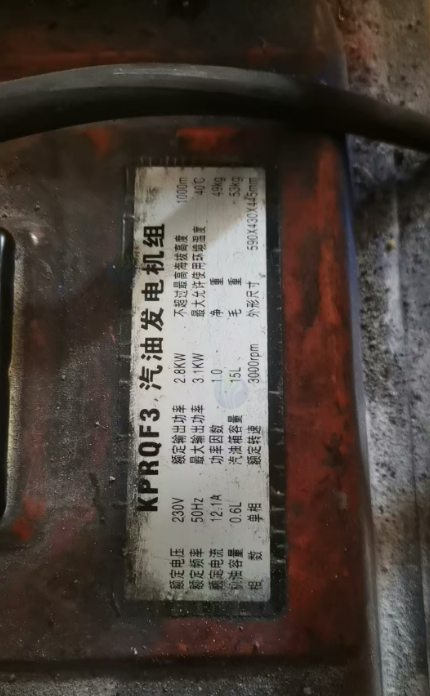 KPRQF3 汽油发电机组
额定电压 230V 额定输出功率 2.8KW 不超过最高海拔高度 1000m
额定频率 50Hz 最大输出功率 3.1KW 最大允许使用环境温度 40℃
额定电流 12.1A 功率因数 1.0 净 重 49kg
机油容量 0.6L 汽油箱容量 15L 毛 重 53kg
相 数 单相 额定转速 3000rpm 外形尺寸 590X430X445mm